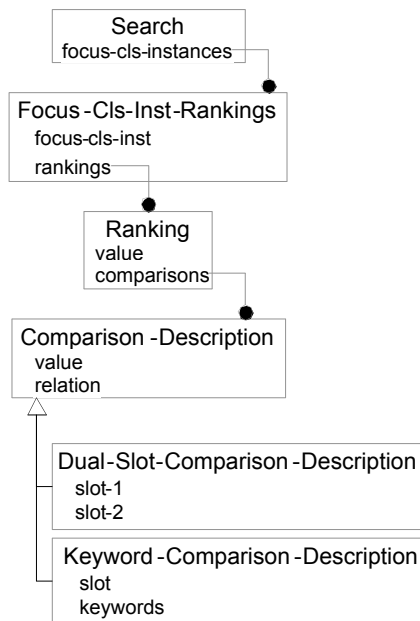 Search
focus-cls-instances
Focus-Cls-Inst-Rankings
focus-cls-inst
rankings
Ranking
value
comparisons
Comparison-Description
value
relation
Dual-Slot-Comparison-Description
slot-1
slot-2
Keyword-Comparison-Description
slot
keywords